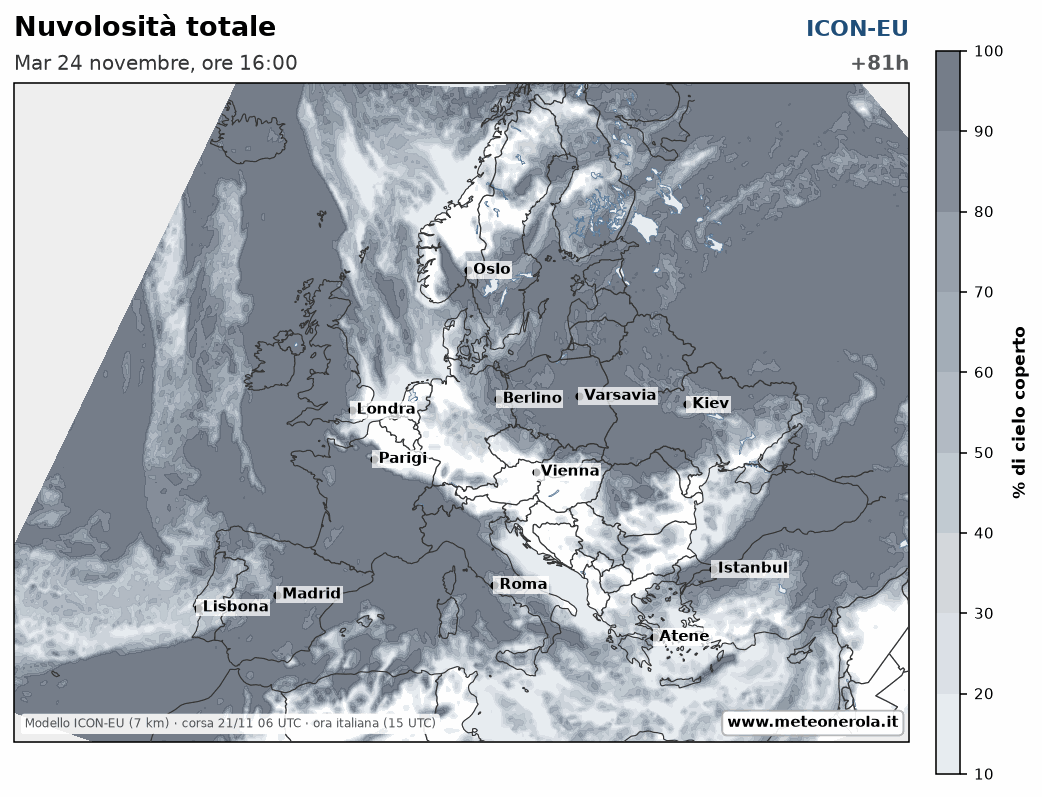 Nuvolosità totale
ICON-EU
Mar 24 novembre, ore 16:00
+81h
100
90
80
70
60
50
40
30
20
10
% di cielo coperto
Oslo
Londra
Berlino
Varsavia
Kiev
Parigi
Vienna
Istanbul
Roma
Madrid
Lisbona
Atene
Modello ICON-EU (7 km) · corsa 21/11 06 UTC · ora italiana (15 UTC)
www.meteonerola.it